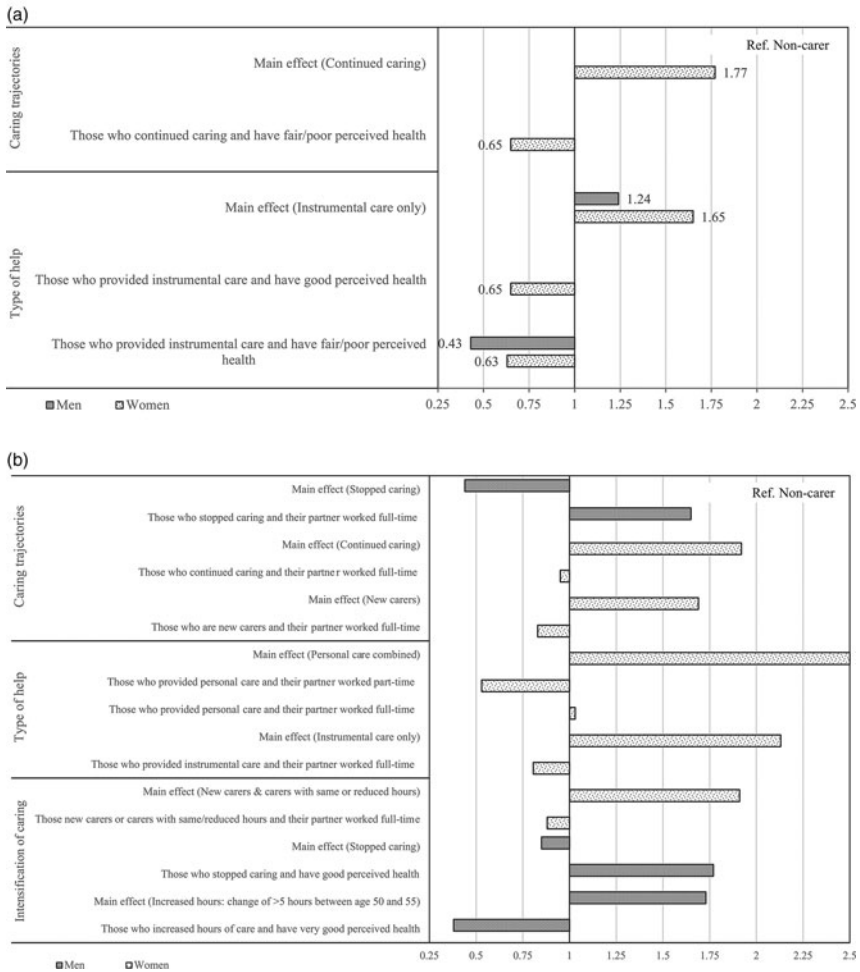 (a)
Ref. Non-carer
Caring trajectories
Main effect (Continued caring)
1.77
Those who continued caring and have fair/poor perceived health
0.65
Type of help
Main effect (Instrumental care only)
1.24
1.65
Those who provided instrumental care and have good perceived health
0.65
Those who provided instrumental care and have fair/poor perceived
health
0.43
0.63
Men Women
0.25 0.5 0.75 1 1.25 1.5 1.75 2 2.25 2.5
(b)
Ref. Non-carer
Caring trajectories
Main effect (Stopped caring)
Those who stopped caring and their partner worked full-time
Main effect (Continued caring)
Those who continued caring and their partner worked full-time
Main effect (New carers)
Those who are new carers and their partner worked full-time
Type of help
Main effect (Personal care combined)
Those who provided personal care and their partner worked part-time
Those who provided personal care and their partner worked full-time
Main effect (Instrumental care only)
Those who provided instrumental care and their partner worked full-time
Intensification of caring
Main effect (New carers & carers with same or reduced hours)
Those new carers or carers with same/reduced hours and their partner worked full-time
Main effect (Stopped caring)
Those who stopped caring and have good perceived health
Main effect (Increased hours: change of >5 hours between age 50 and 55)
Those who increased hours of care and have very good perceived health
Men Women
0.25 0.5 0.75 1 1.25 1.5 1.75 2 2.25 2.5